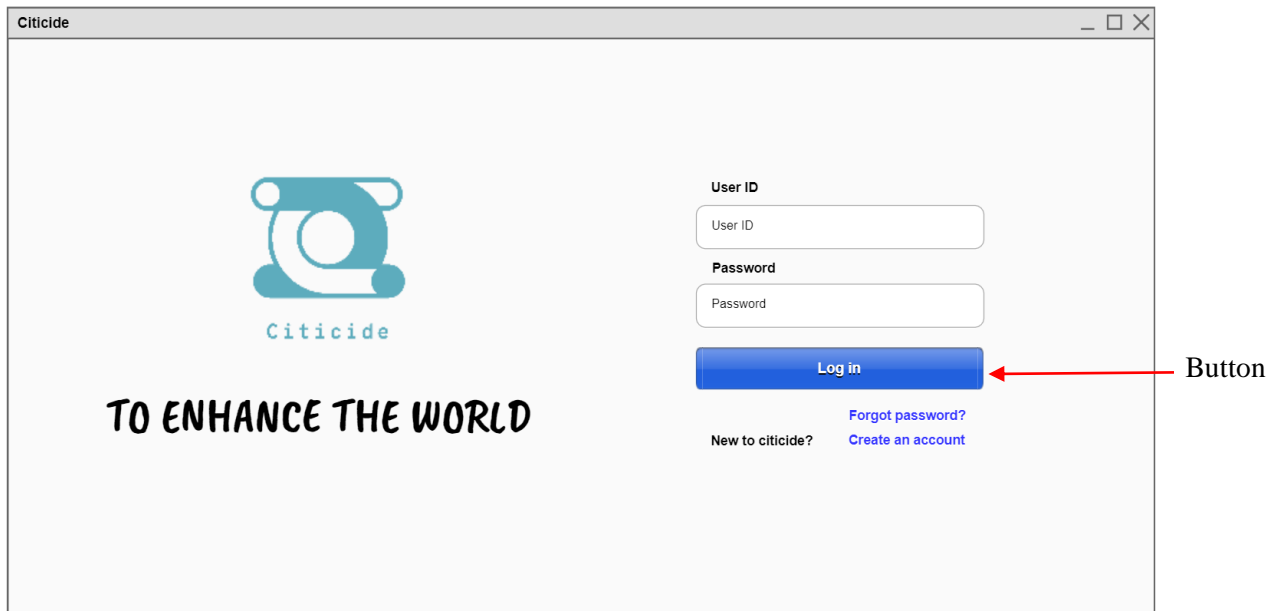 Citicide
User ID
User ID
Password
Password
Citicide
Log in
Button
TO ENHANCE THE WORLD
Forgot password?
New to citicide? Create an account